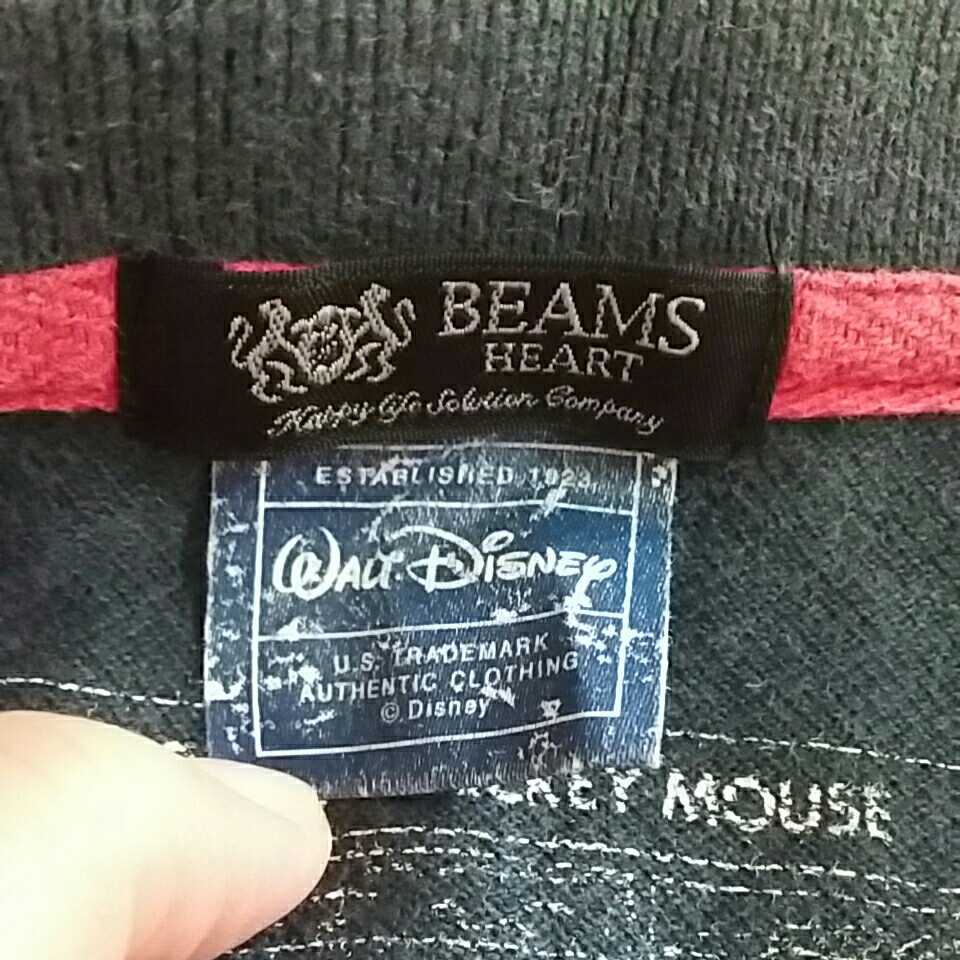 BEAMS
HEART
Happy Life Solution Company
ESTABLISHED 1923
WALT DISNEY
U.S. TRADEMARK
AUTHENTIC CLOTHING
© Disney
MOUSE